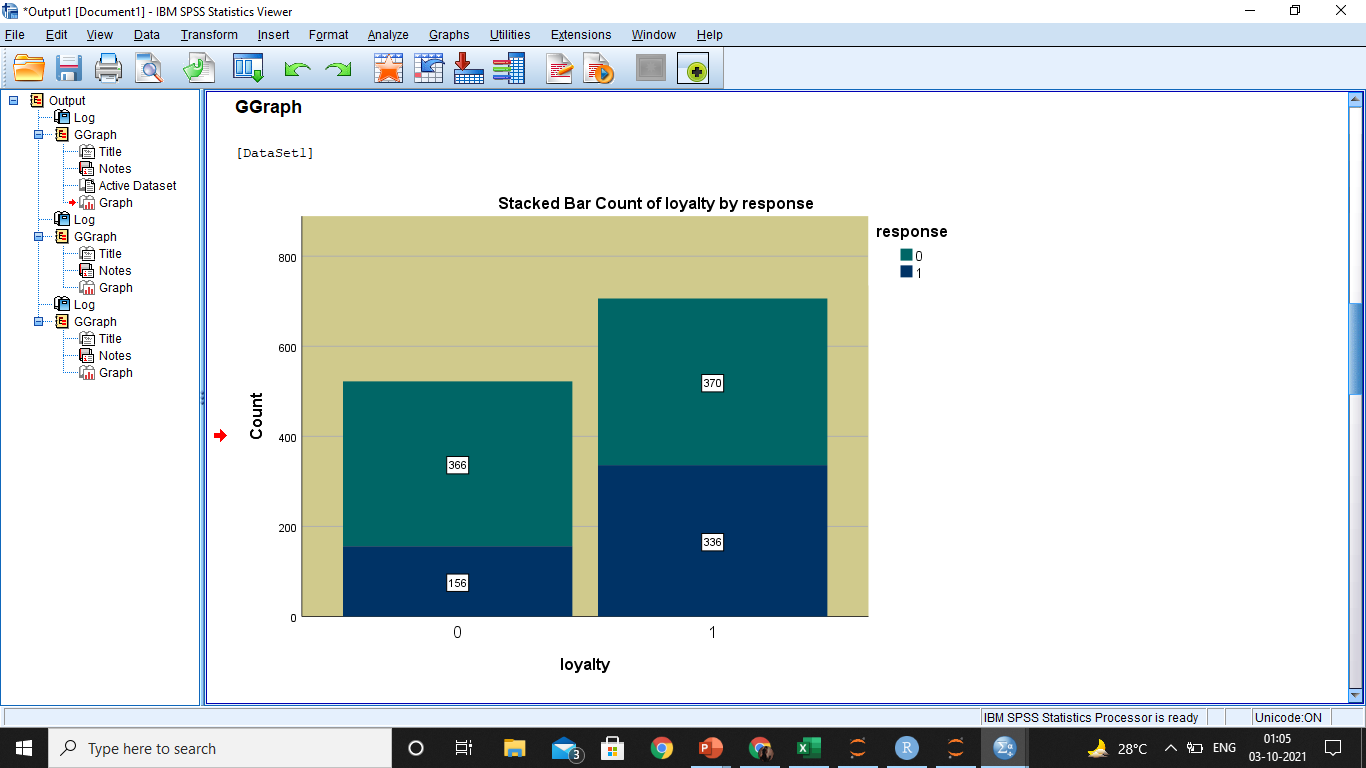 *Output1 [Document1] - IBM SPSS Statistics Viewer
File Edit View Data Transform Insert Format Analyze Graphs Utilities Extensions Window Help
Output
Log
GGraph
Title
Notes
Active Dataset
Graph
Log
GGraph
Title
Notes
Graph
Log
GGraph
Title
Notes
Graph
GGraph
[DataSet1]
Stacked Bar Count of loyalty by response
response
0
1
800
600
400
200
0
Count
366
156
370
336
0 1
loyalty
IBM SPSS Statistics Processor is ready
Unicode:ON
Type here to search
3
28°C
ENG
01:05
03-10-2021